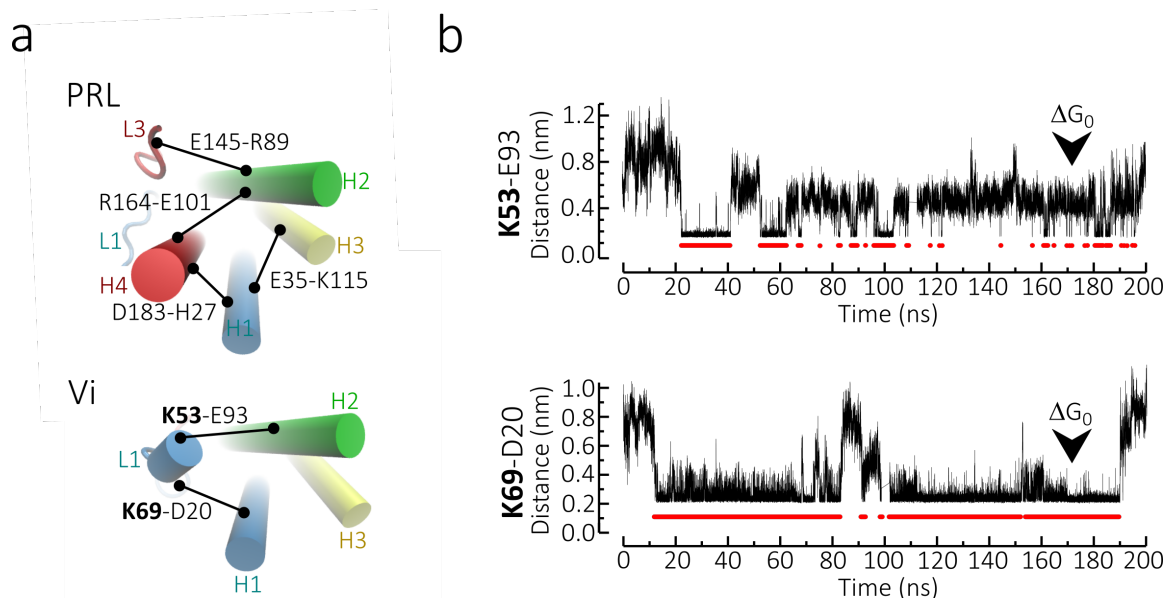 a
PRL
L3
E145-R89
H2
R164-E101
L1
H3
H4
E35-K115
D183-H27
H1
Vi
K53-E93
H2
L1
K69-D20
H3
H1
b
K53-E93
Distance (nm)
1.2
0.8
0.4
0.0
ΔG₀
0 20 40 60 80 100 120 140 160 180 200
Time (ns)
K69-D20
Distance (nm)
1.0
0.8
0.6
0.4
0.2
0.0
ΔG₀
0 20 40 60 80 100 120 140 160 180 200
Time (ns)